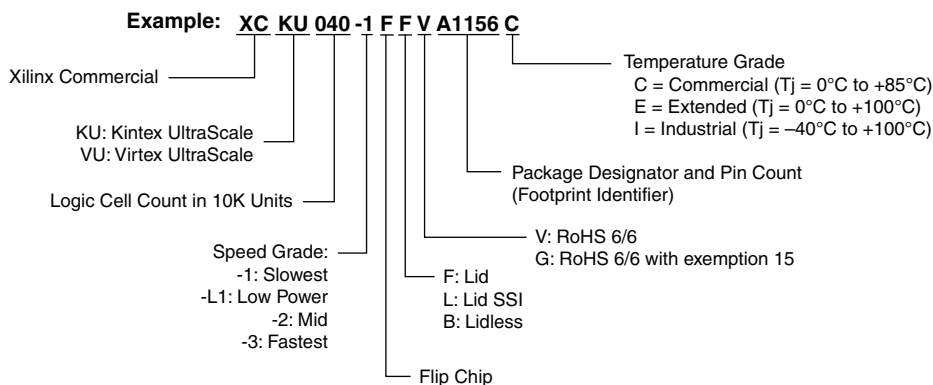 Example: XC KU 040 -1 F F V A1156 C
Xilinx Commercial
KU: Kintex UltraScale
VU: Virtex UltraScale
Logic Cell Count in 10K Units
Speed Grade:
-1: Slowest
-L1: Low Power
-2: Mid
-3: Fastest
Flip Chip
F: Lid
L: Lid SSI
B: Lidless
V: RoHS 6/6
G: RoHS 6/6 with exemption 15
Package Designator and Pin Count
(Footprint Identifier)
Temperature Grade
C = Commercial (Tj = 0°C to +85°C)
E = Extended (Tj = 0°C to +100°C)
I = Industrial (Tj = –40°C to +100°C)